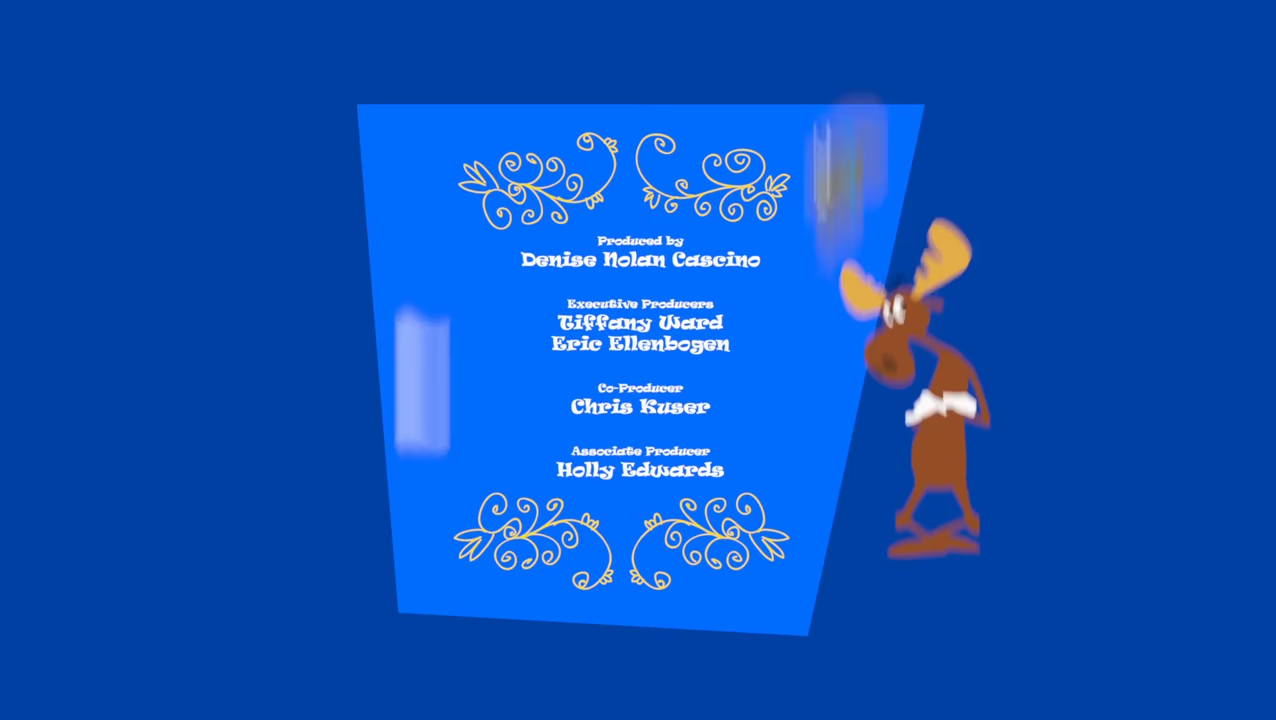 Produced by
Denise Nolan Cascino
Executive Producers
Tiffany Ward
Eric Ellenbogen
Co-Producer
Chris Kuser
Associate Producer
Holly Edwards